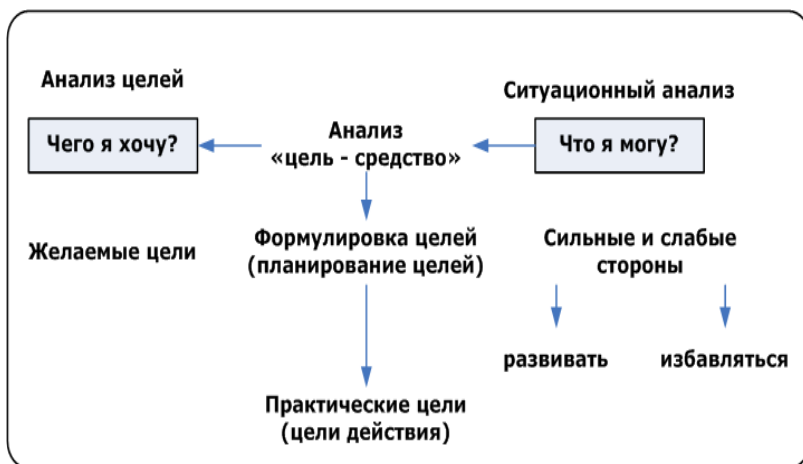 Анализ целей
Ситуационный анализ
Чего я хочу?
Анализ
«цель - средство»
Что я могу?
Желаемые цели
Формулировка целей
(планирование целей)
Сильные и слабые
стороны
развивать
избавляться
Практические цели
(цели действия)